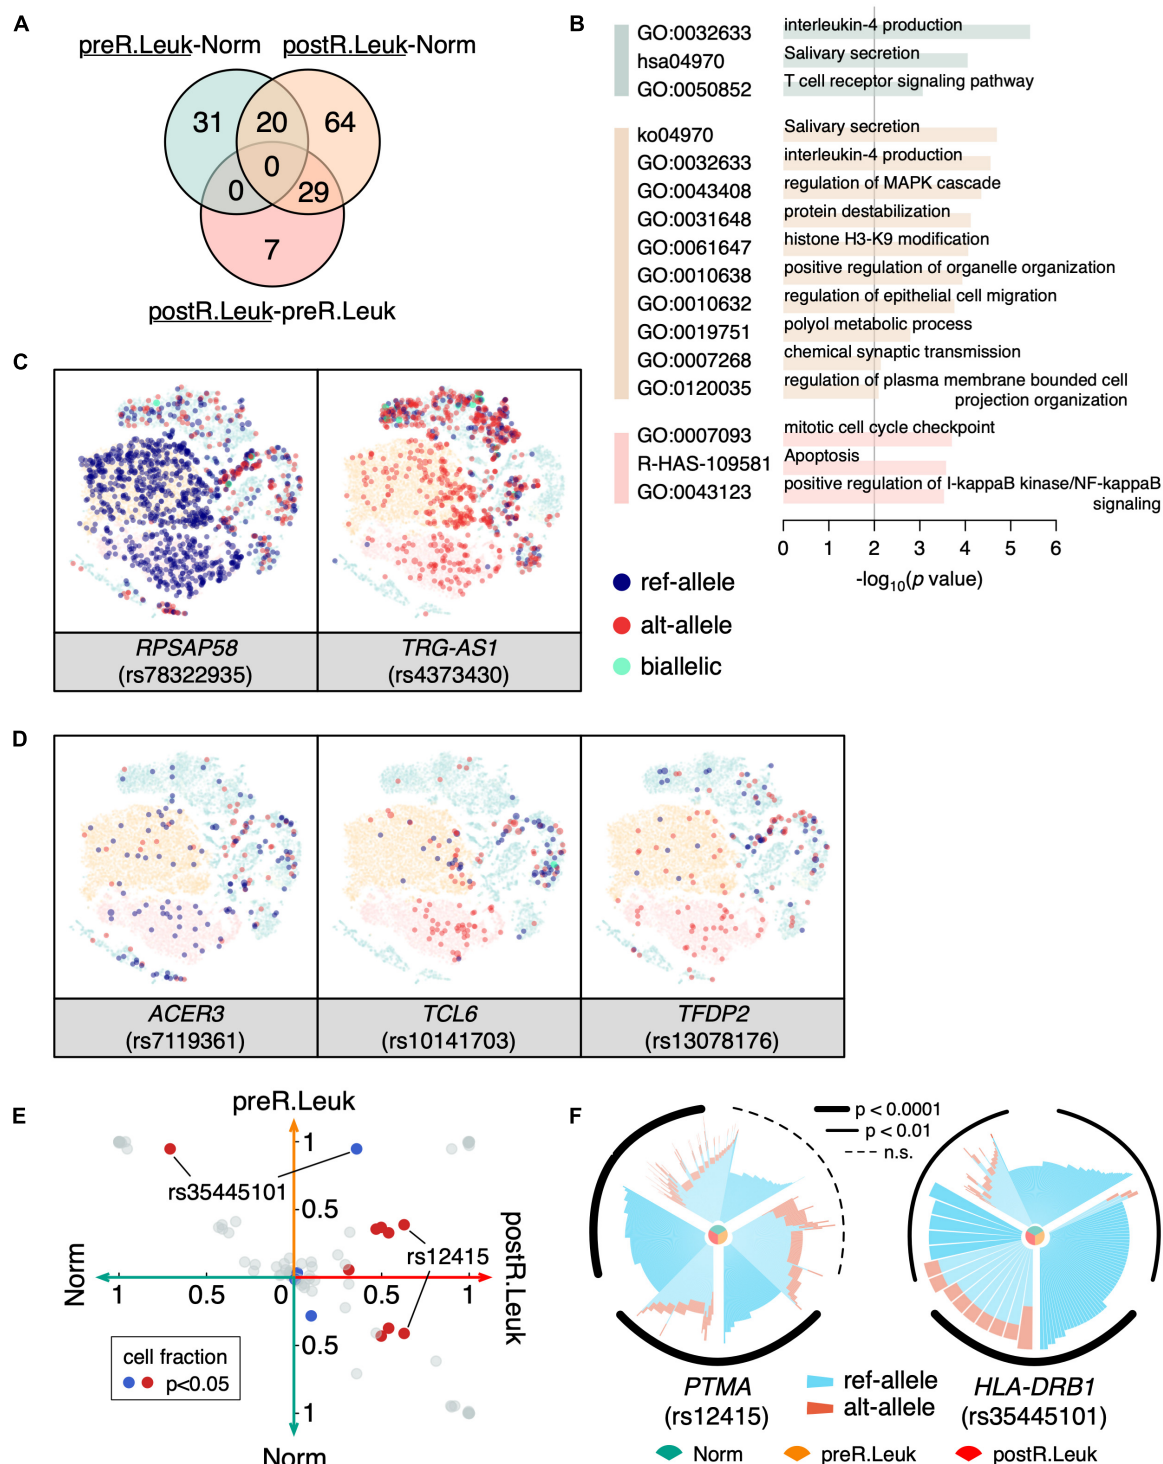 A
preR.Leuk-Norm
postR.Leuk-Norm
31
20
64
0
0
29
7
postR.Leuk-preR.Leuk
B
GO:0032633 interleukin-4 production
hsa04970 Salivary secretion
GO:0050852 T cell receptor signaling pathway
ko04970 Salivary secretion
GO:0032633 interleukin-4 production
GO:0043408 regulation of MAPK cascade
GO:0031648 protein destabilization
GO:0061647 histone H3-K9 modification
GO:0010638 positive regulation of organelle organization
GO:0010632 regulation of epithelial cell migration
GO:0019751 polyol metabolic process
GO:0007268 chemical synaptic transmission
GO:0120035 regulation of plasma membrane bounded cell
projection organization
GO:0007093 mitotic cell cycle checkpoint
R-HAS-109581 Apoptosis
GO:0043123 positive regulation of I-kappaB kinase/NF-kappaB
signaling
0 1 2 3 4 5 6
-log10(p value)
C
RPSAP58
(rs78322935)
TRG-AS1
(rs4373430)
ref-allele
alt-allele
biallelic
D
ACER3
(rs7119361)
TCL6
(rs10141703)
TFDP2
(rs13078176)
E
preR.Leuk
1
rs35445101
0.5
rs12415
Norm
postR.Leuk
1 0.5 0 0.5 1
0.5
1
cell fraction
p<0.05
Norm
F
p < 0.0001
p < 0.01
n.s.
PTMA
(rs12415)
ref-allele
alt-allele
HLA-DRB1
(rs35445101)
Norm
preR.Leuk
postR.Leuk